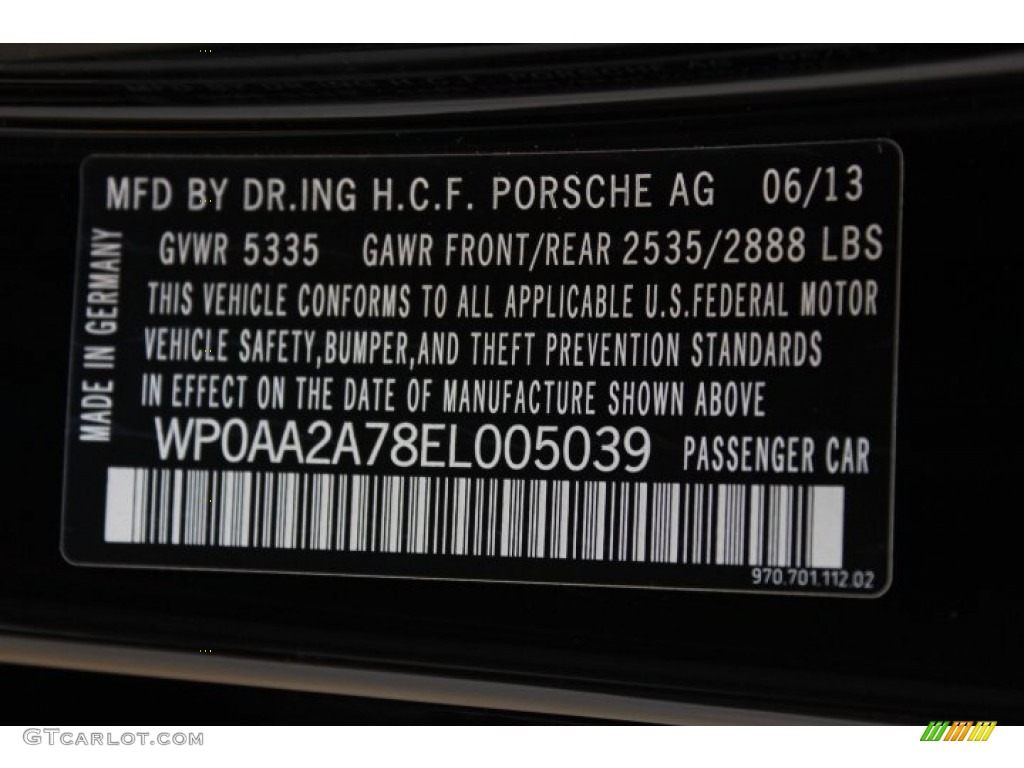 MFD BY DR.ING H.C.F. PORSCHE AG 06/13
GVWR 5335 GAWR FRONT/REAR 2535/2888 LBS
THIS VEHICLE CONFORMS TO ALL APPLICABLE U.S.FEDERAL MOTOR
VEHICLE SAFETY,BUMPER,AND THEFT PREVENTION STANDARDS
IN EFFECT ON THE DATE OF MANUFACTURE SHOWN ABOVE
WP0AA2A78EL005039 PASSENGER CAR
970.701.112.02
MADE IN GERMANY
GTCARLOT.COM